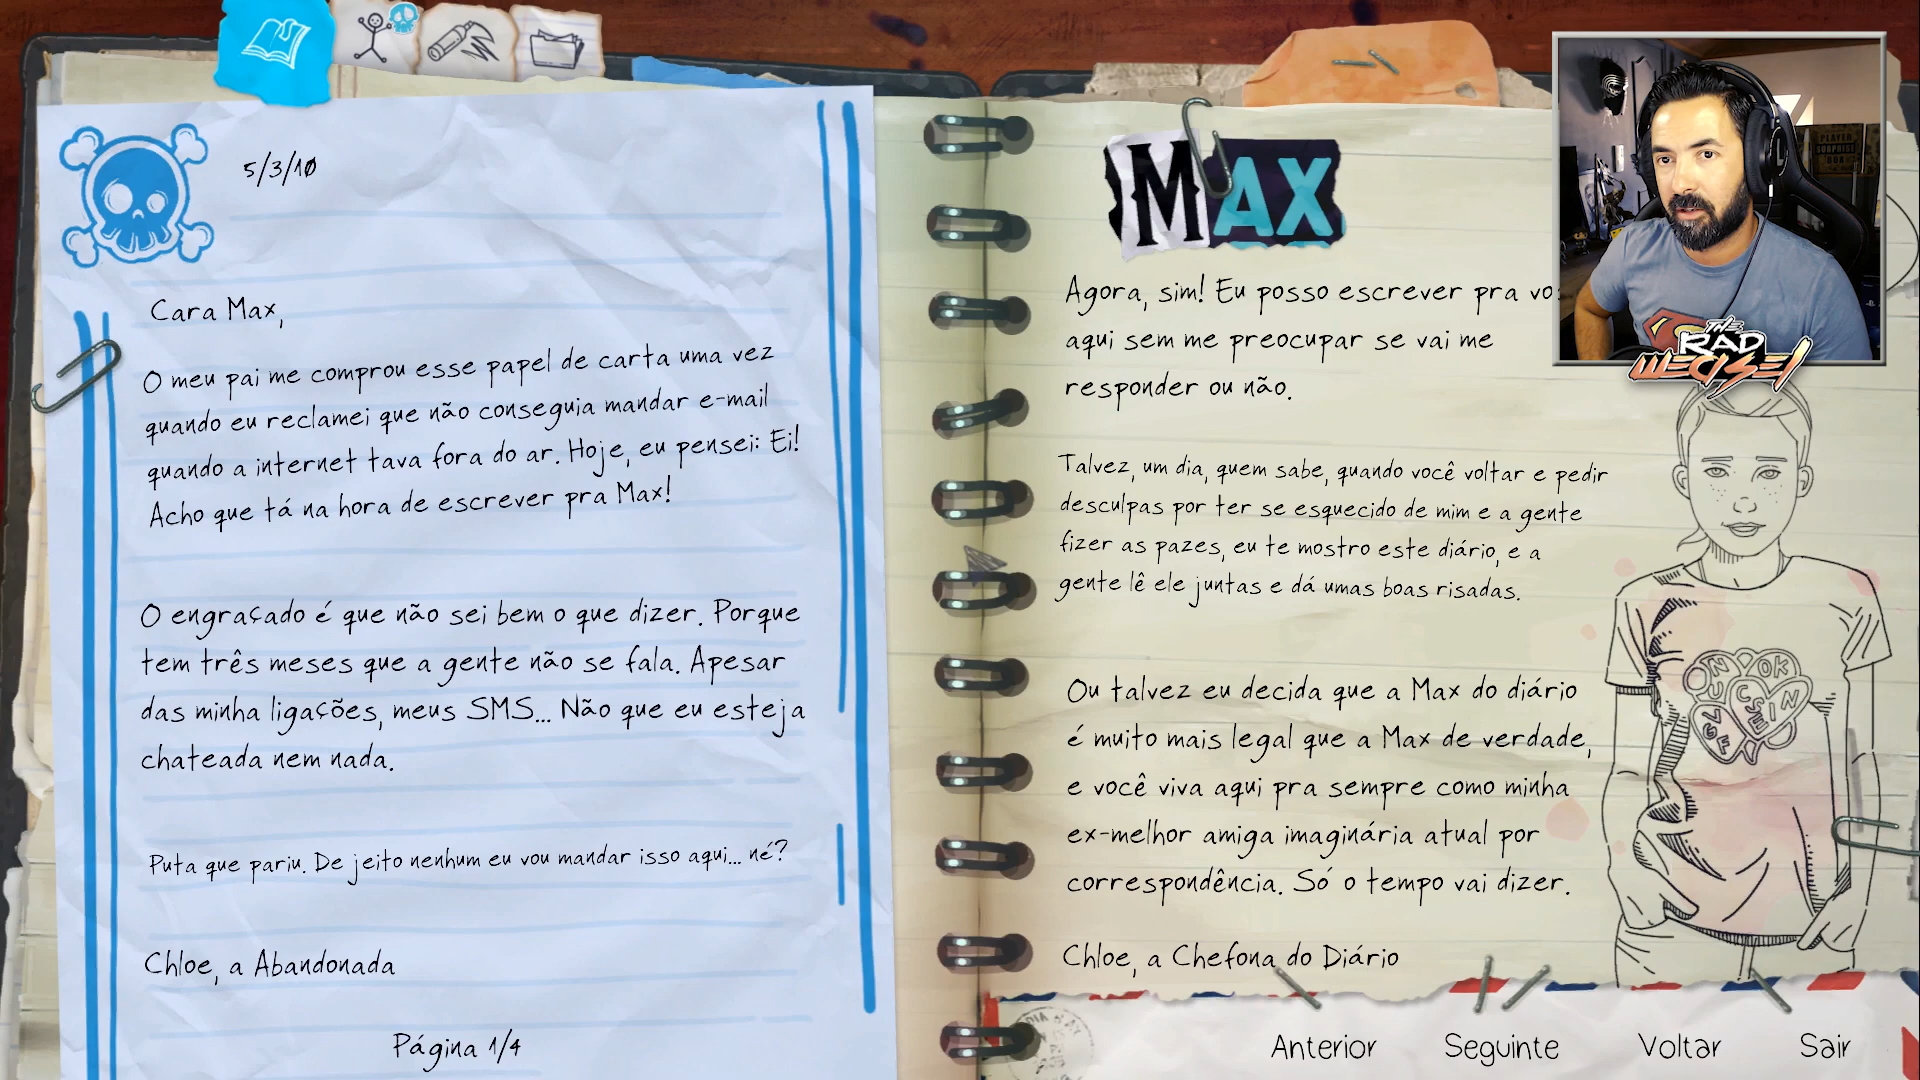 5/3/10
Cara Max,
O meu pai me comprou esse papel de carta uma vez
quando eu reclamei que não conseguia mandar e-mail
quando a internet tava fora do ar. Hoje, eu pensei: Ei!
Acho que tá na hora de escrever pra Max!
O engraçado é que não sei bem o que dizer. Porque
tem três meses que a gente não se fala. Apesar
das minha ligações, meus SMS... Não que eu esteja
chateada nem nada.
Puta que pariu. De jeito nenhum eu vou mandar isso aqui... né?
Chloe, a Abandonada
Página 1/4
MAX
Agora, sim! Eu posso escrever pra
aqui sem me preocupar se vai me
responder ou não.
Talvez, um dia, quem sabe, quando você voltar e pedir
desculpas por ter se esquecido de mim e a gente
fizer as pazes, eu te mostro este diário, e a
gente lê ele juntas e dá umas boas risadas.
Ou talvez eu decida que a Max do diário
é muito mais legal que a Max de verdade,
e você viva aqui pra sempre como minha
ex-melhor amiga imaginária atual por
correspondência. Só o tempo vai dizer.
Chloe, a Chefona do Diário
THE
RAD
Anterior
Seguinte
Voltar
Sair